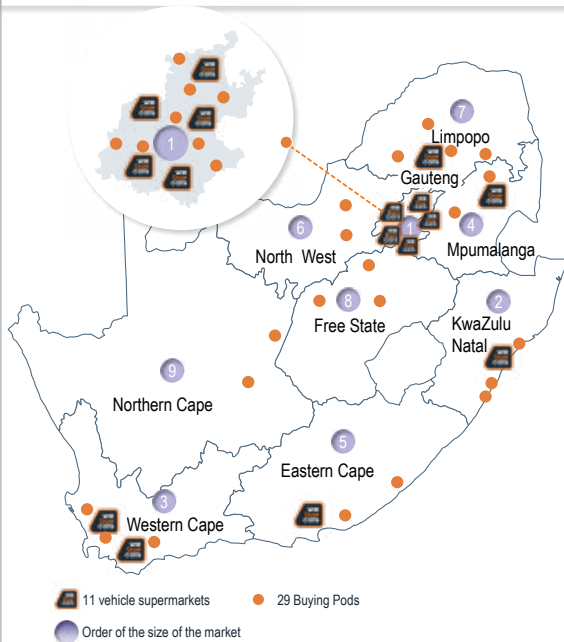 1
7
Limpopo
Gauteng
1
4
Mpumalanga
6
North West
8
Free State
2
KwaZulu
Natal
9
Northern Cape
5
Eastern Cape
3
Western Cape
11 vehicle supermarkets
29 Buying Pods
Order of the size of the market